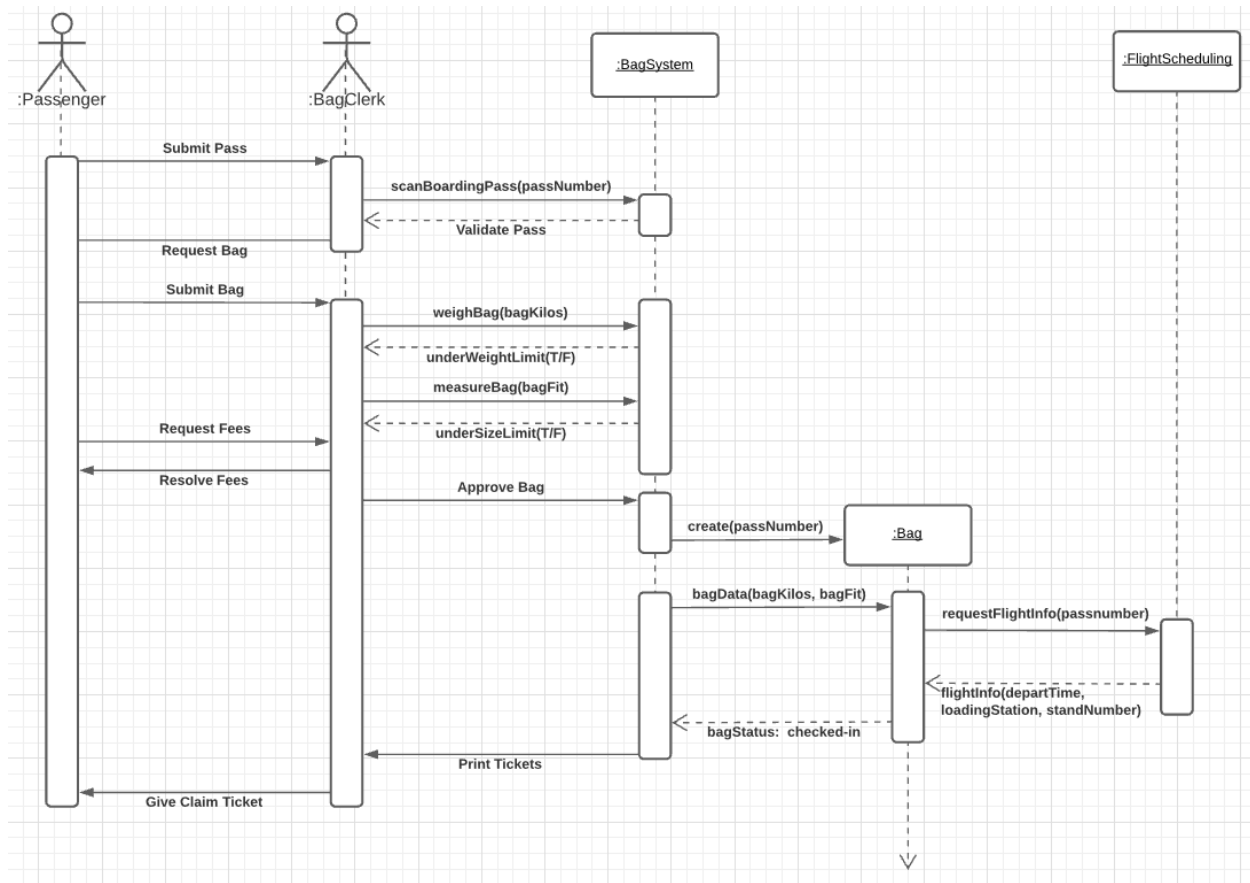 :Passenger
:BagClerk
:BagSystem
:FlightScheduling
Submit Pass
scanBoardingPass(passNumber)
Validate Pass
Request Bag
Submit Bag
weighBag(bagKilos)
underWeightLimit(T/F)
measureBag(bagFit)
Request Fees
underSizeLimit(T/F)
Resolve Fees
Approve Bag
create(passNumber)
:Bag
bagData(bagKilos, bagFit)
requestFlightInfo(passnumber)
flightInfo(departTime,
loadingStation, standNumber)
bagStatus: checked-in
Print Tickets
Give Claim Ticket